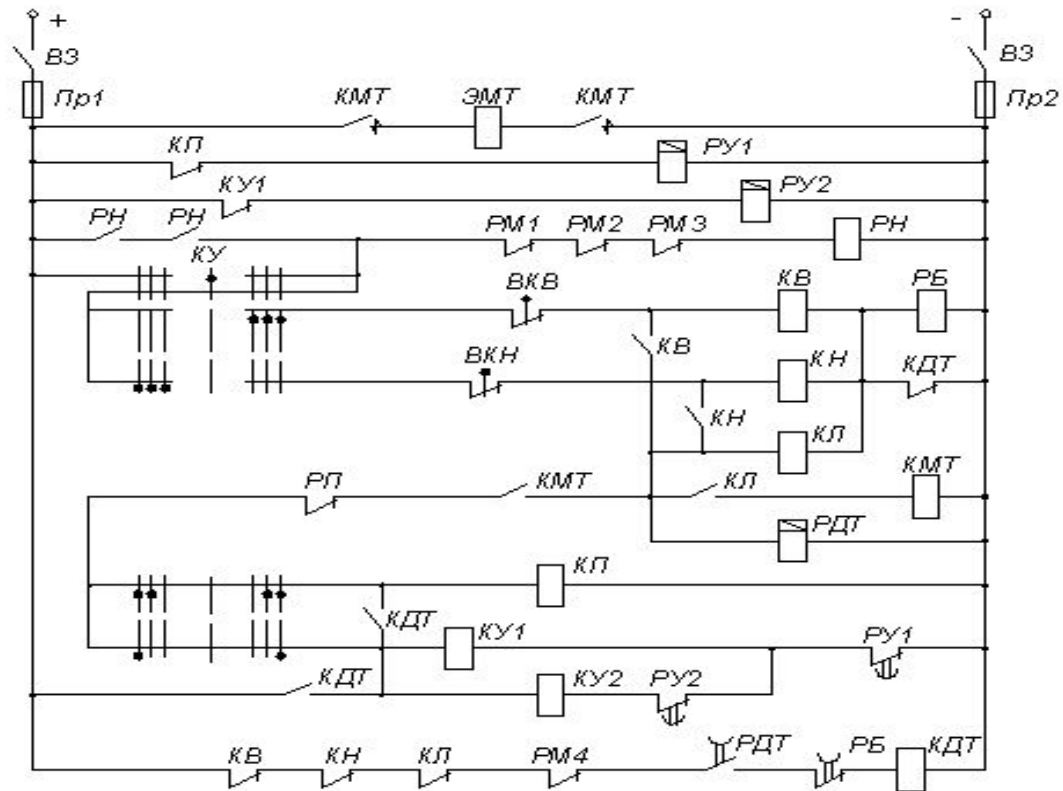 + -
ВЗ ВЗ
Пр1 КМТ ЭМТ КМТ Пр2
КП РУ1
КУ1 РУ2
РН РН РМ1 РМ2 РМ3 РН
КУ
ВКВ КВ РБ
КВ
ВКН КН КДТ
КН КЛ
РП КМТ КЛ КМТ
РДТ
КП
КДТ КУ1 РУ1
КДТ КУ2 РУ2
КВ КН КЛ РМ4 РДТ РБ КДТ